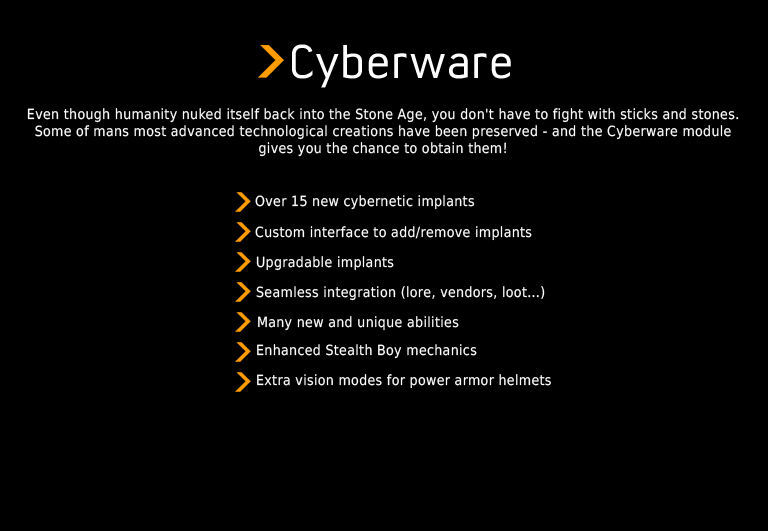 Cyberware
Even though humanity nuked itself back into the Stone Age, you don't have to fight with sticks and stones.
Some of mans most advanced technological creations have been preserved - and the Cyberware module
gives you the chance to obtain them!
Over 15 new cybernetic implants
Custom interface to add/remove implants
Upgradable implants
Seamless integration (lore, vendors, loot...)
Many new and unique abilities
Enhanced Stealth Boy mechanics
Extra vision modes for power armor helmets